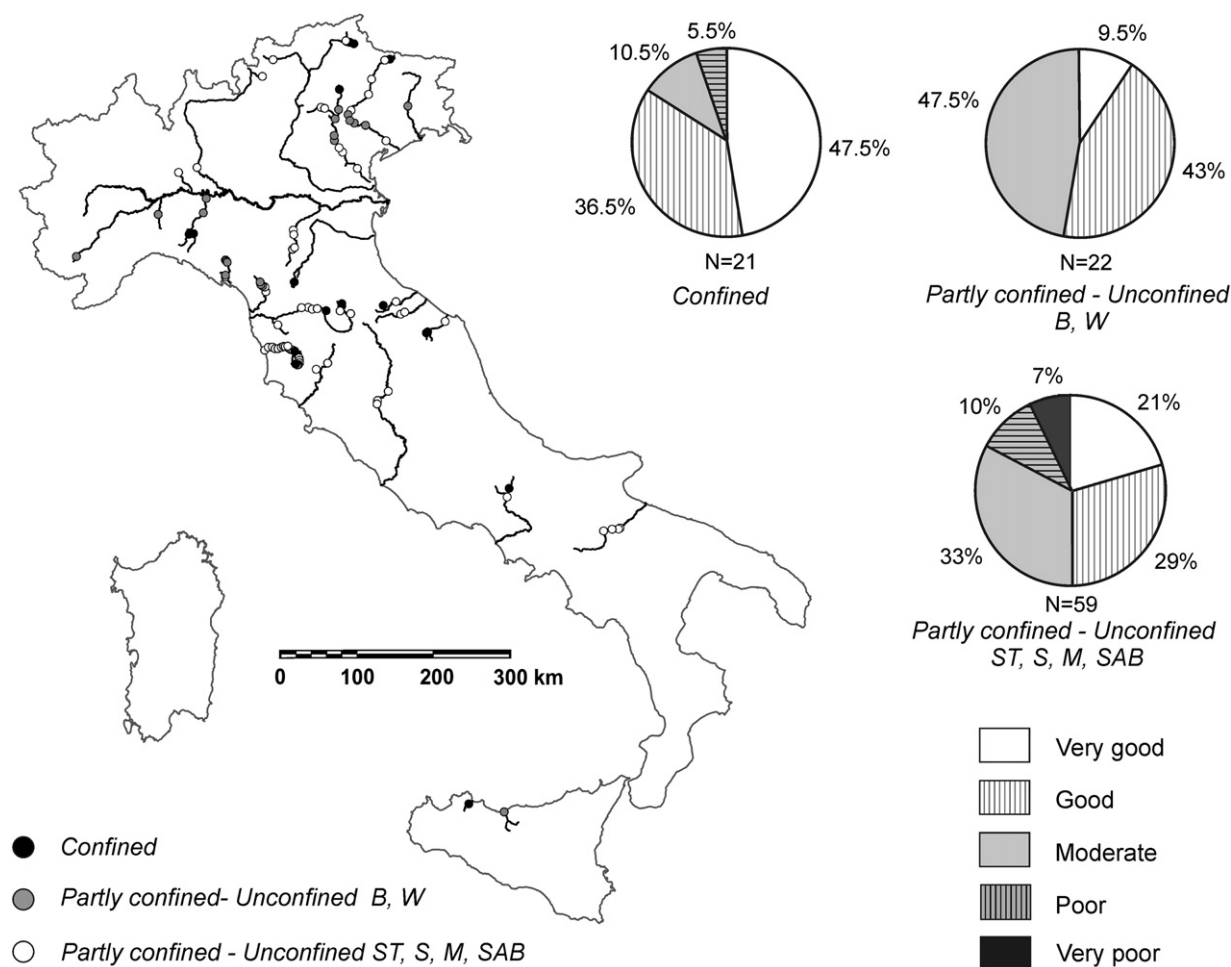 5.5%
10.5%
47.5%
36.5%
N=21
Confined
9.5%
47.5%
43%
N=22
Partly confined - Unconfined
B, W
7%
10%
21%
33%
29%
N=59
Partly confined - Unconfined
ST, S, M, SAB
0 100 200 300 km
Very good
Good
Moderate
Poor
Very poor
Confined
Partly confined- Unconfined B, W
Partly confined - Unconfined ST, S, M, SAB